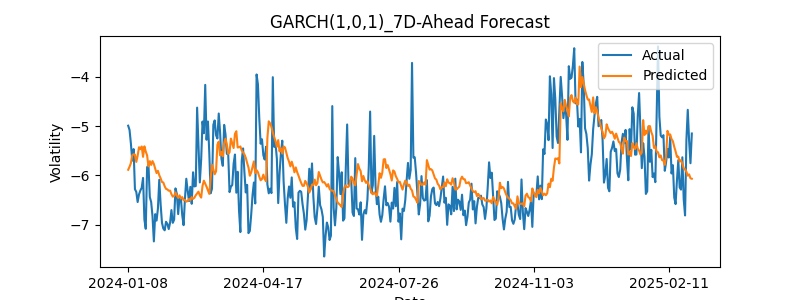 GARCH(1,0,1)_7D-Ahead Forecast
Actual
Predicted
Volatility
−4
−5
−6
−7
2024-01-08
2024-04-17
2024-07-26
2024-11-03
2025-02-11